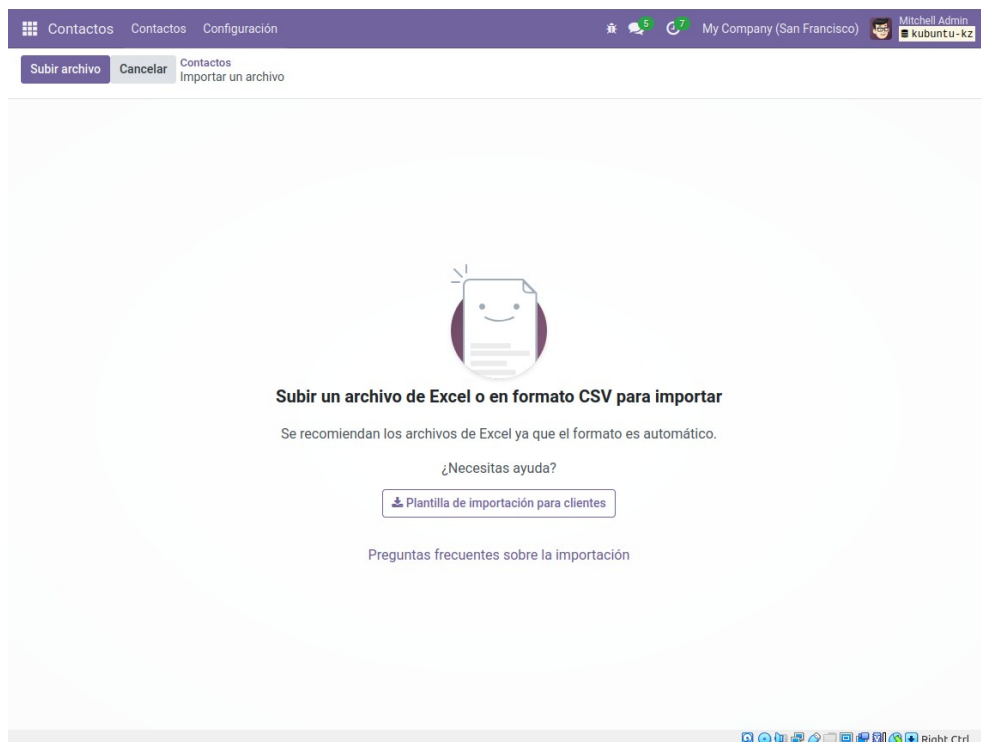 Contactos Contactos Configuración 5 7 My Company (San Francisco) Mitchell Admin
kubuntu-kz
Subir archivo Cancelar Contactos
Importar un archivo
Subir un archivo de Excel o en formato CSV para importar
Se recomiendan los archivos de Excel ya que el formato es automático.
¿Necesitas ayuda?
Plantilla de importación para clientes
Preguntas frecuentes sobre la importación
Right Ctrl